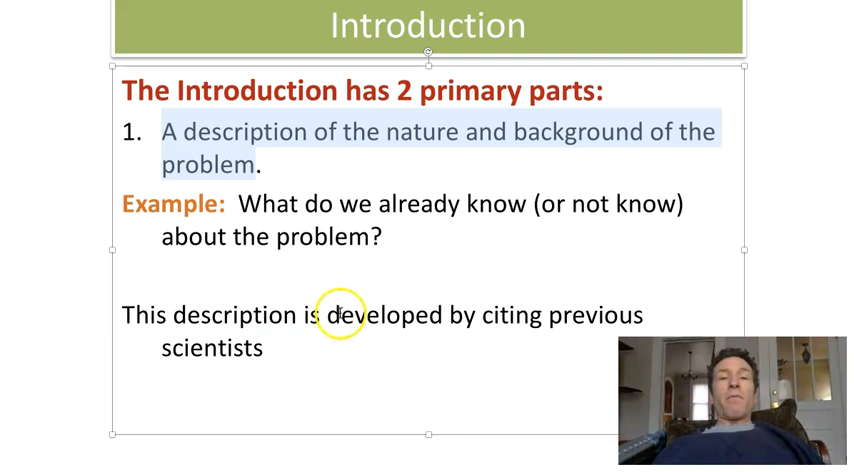 Introduction
The Introduction has 2 primary parts:
1. A description of the nature and background of the
problem.
Example: What do we already know (or not know)
about the problem?
This description is developed by citing previous
scientists